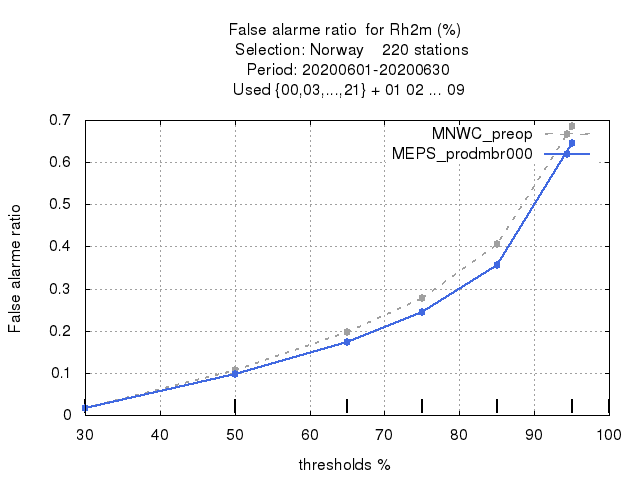 False alarme ratio  for Rh2m (%)
Selection: Norway    220 stations
Period: 20200601-20200630
Used {00,03,...,21} + 01 02 ... 09
False alarme ratio
0.7
0.6
0.5
0.4
0.3
0.2
0.1
0
MNWC_preop
MEPS_prodmbr000
30 40 50 60 70 80 90 100
thresholds %